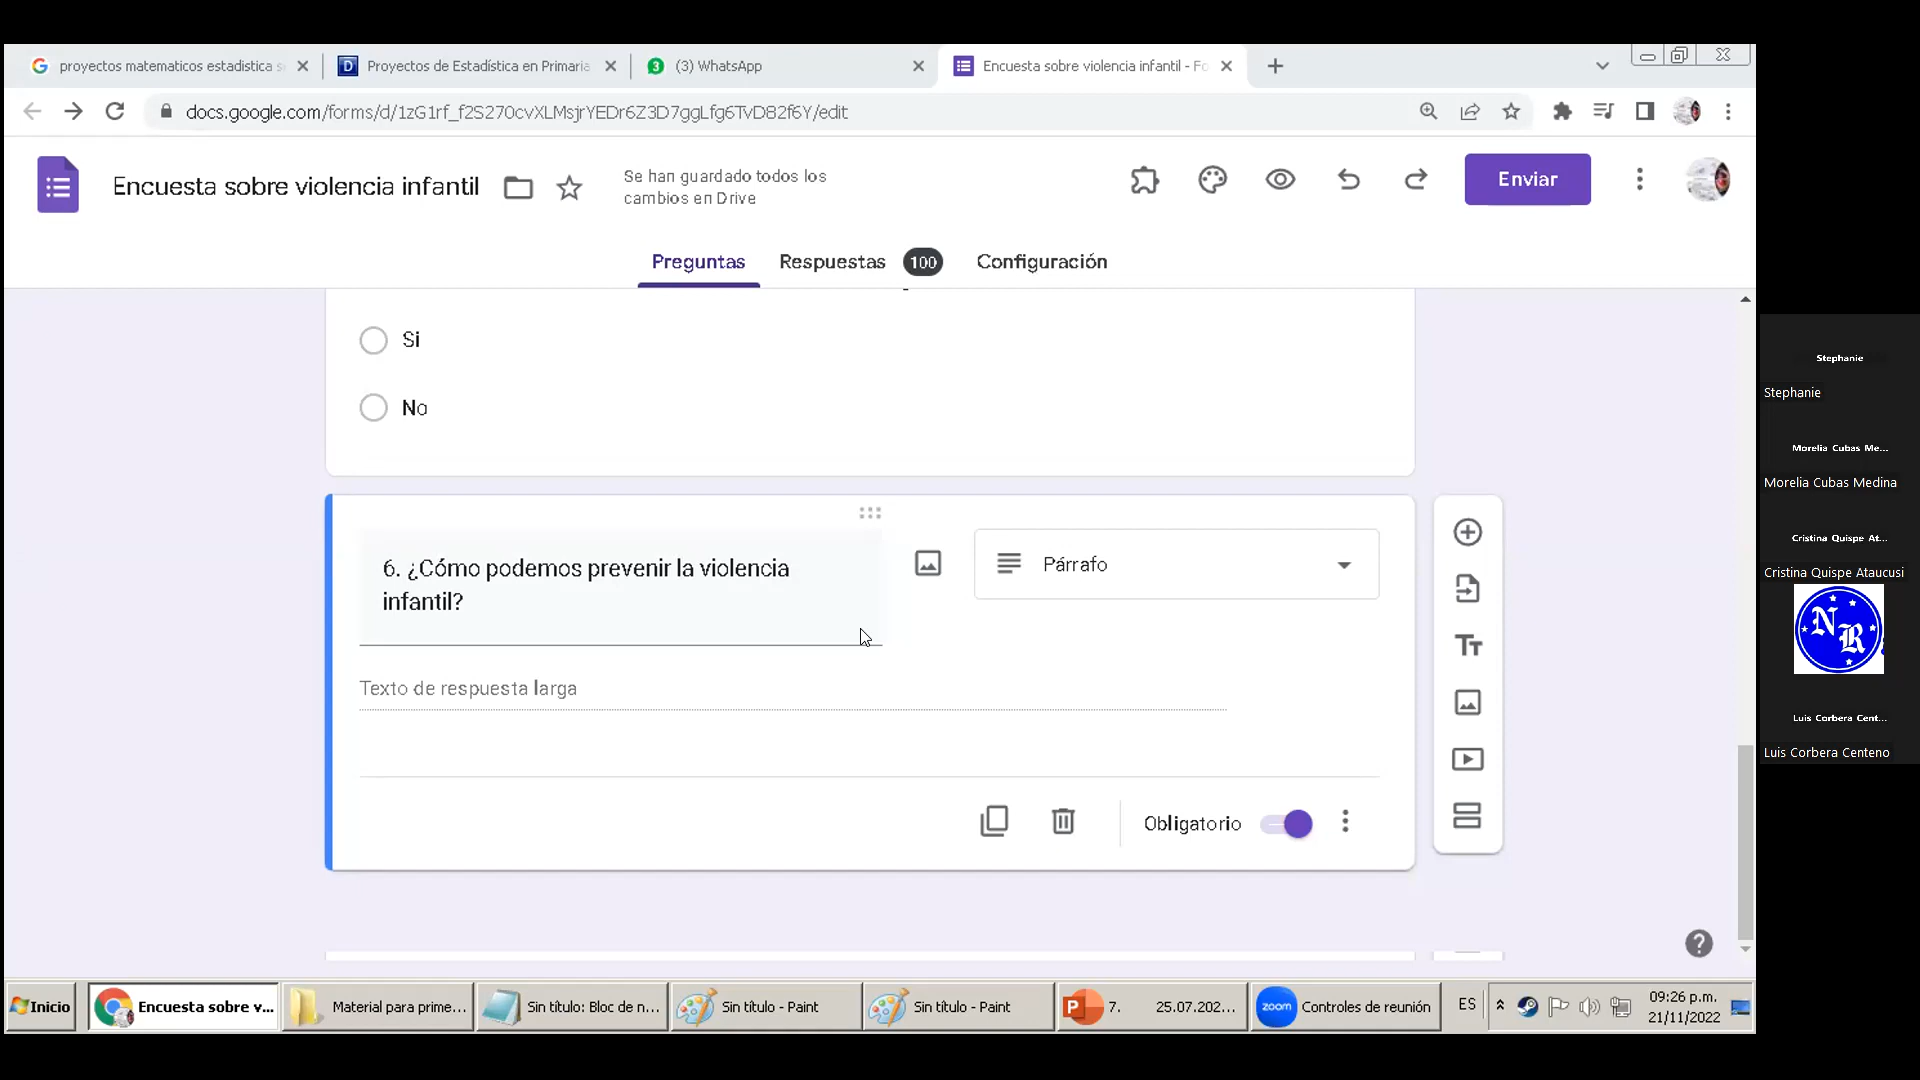 proyectos matematicos estadistica s
Proyectos de Estadística en Primaria
(3) WhatsApp
Encuesta sobre violencia infantil - Fo
docs.google.com/forms/d/1zG1rf_f2S270cvXLMsjrYEDr6Z3D7ggLfg6TvD82f6Y/edit
Encuesta sobre violencia infantil
Se han guardado todos los
cambios en Drive
Enviar
Preguntas
Respuestas
100
Configuración
Si
No
6. ¿Cómo podemos prevenir la violencia
infantil?
Párrafo
Texto de respuesta larga
Obligatorio
Stephanie
Stephanie
Morelia Cubas Me...
Morelia Cubas Medina
Cristina Quispe At...
Cristina Quispe Ataucusi
NR
Luis Corbera Cent...
Luis Corbera Centeno
Inicio
Encuesta sobre v...
Material para prime...
Sin título: Bloc de n...
Sin título - Paint
Sin título - Paint
7. 25.07.202...
zoom
Controles de reunión
ES
09:26 p.m.
21/11/2022